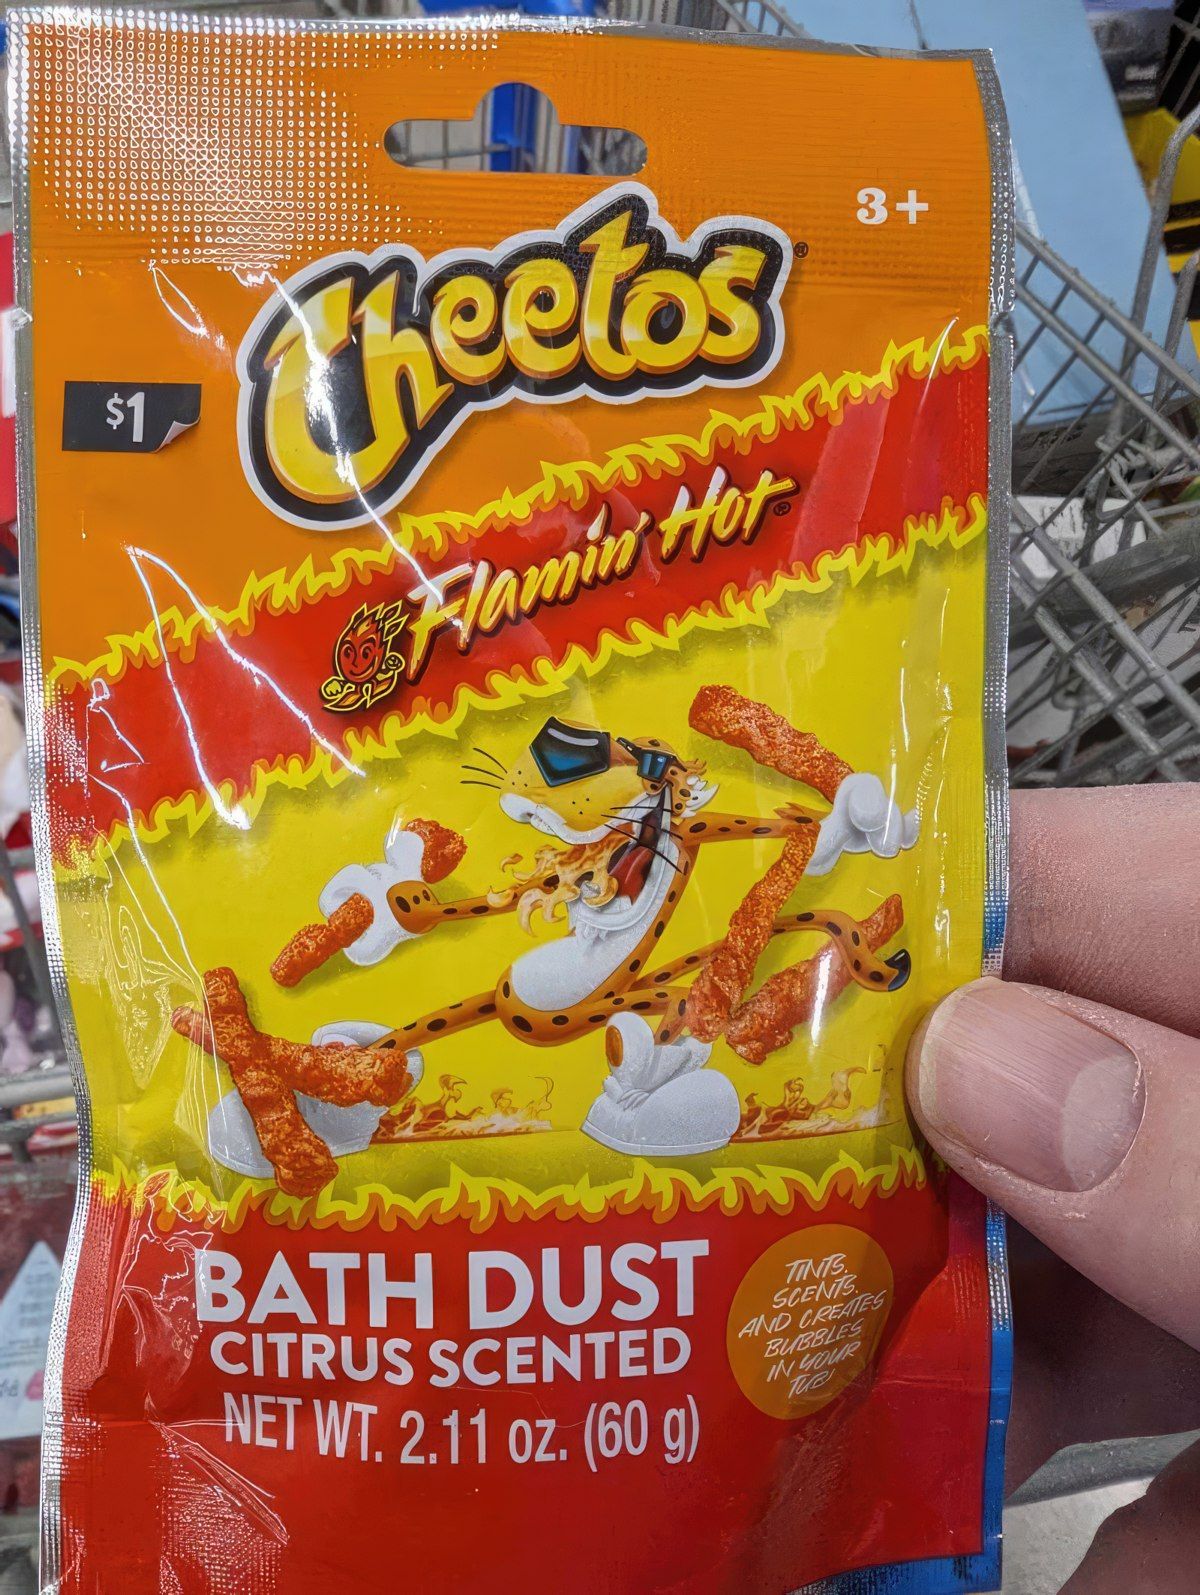 3+
Cheetos®
$1
Flamin' Hot®
BATH DUST
CITRUS SCENTED
NET WT. 2.11 oz. (60 g)
TINTS,
SCENTS,
AND CREATES
BUBBLES
IN YOUR
TUB!